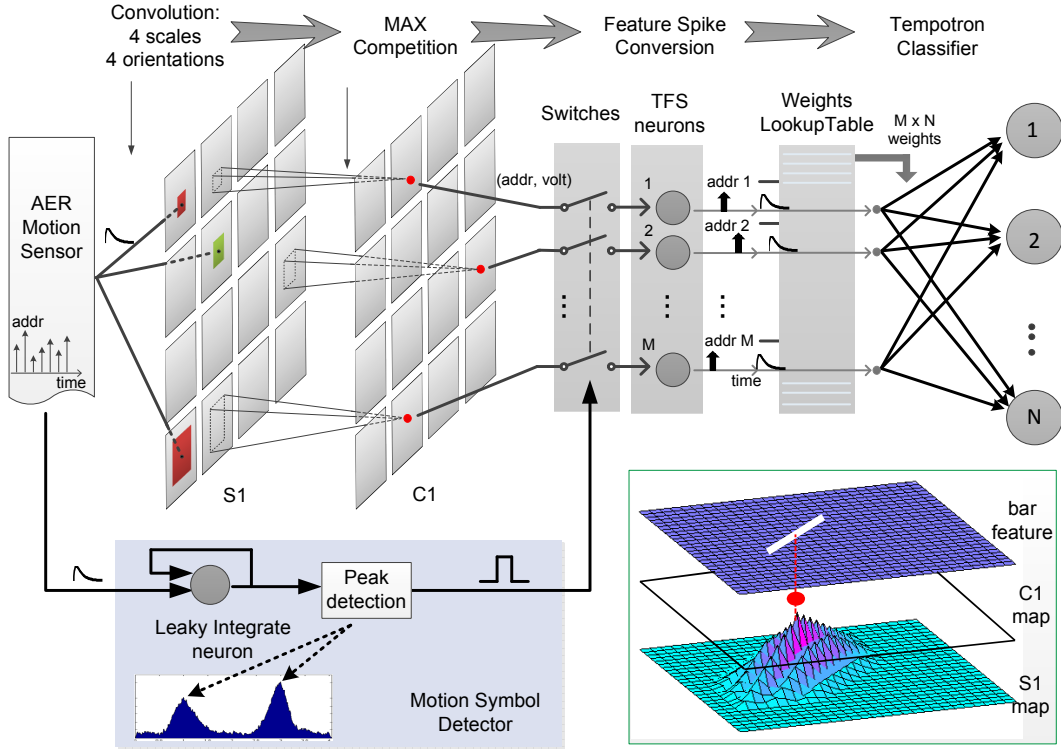 Convolution:
4 scales
4 orientations
MAX
Competition
Feature Spike
Conversion
Tempotron
Classifier
AER
Motion
Sensor
addr
time
S1
C1
Switches
(addr, volt)
TFS
neurons
1
2
M
addr 1
addr 2
addr M
time
Weights
LookupTable
M x N
weights
1
2
N
Leaky Integrate
neuron
Peak
detection
Motion Symbol
Detector
bar
feature
C1
map
S1
map